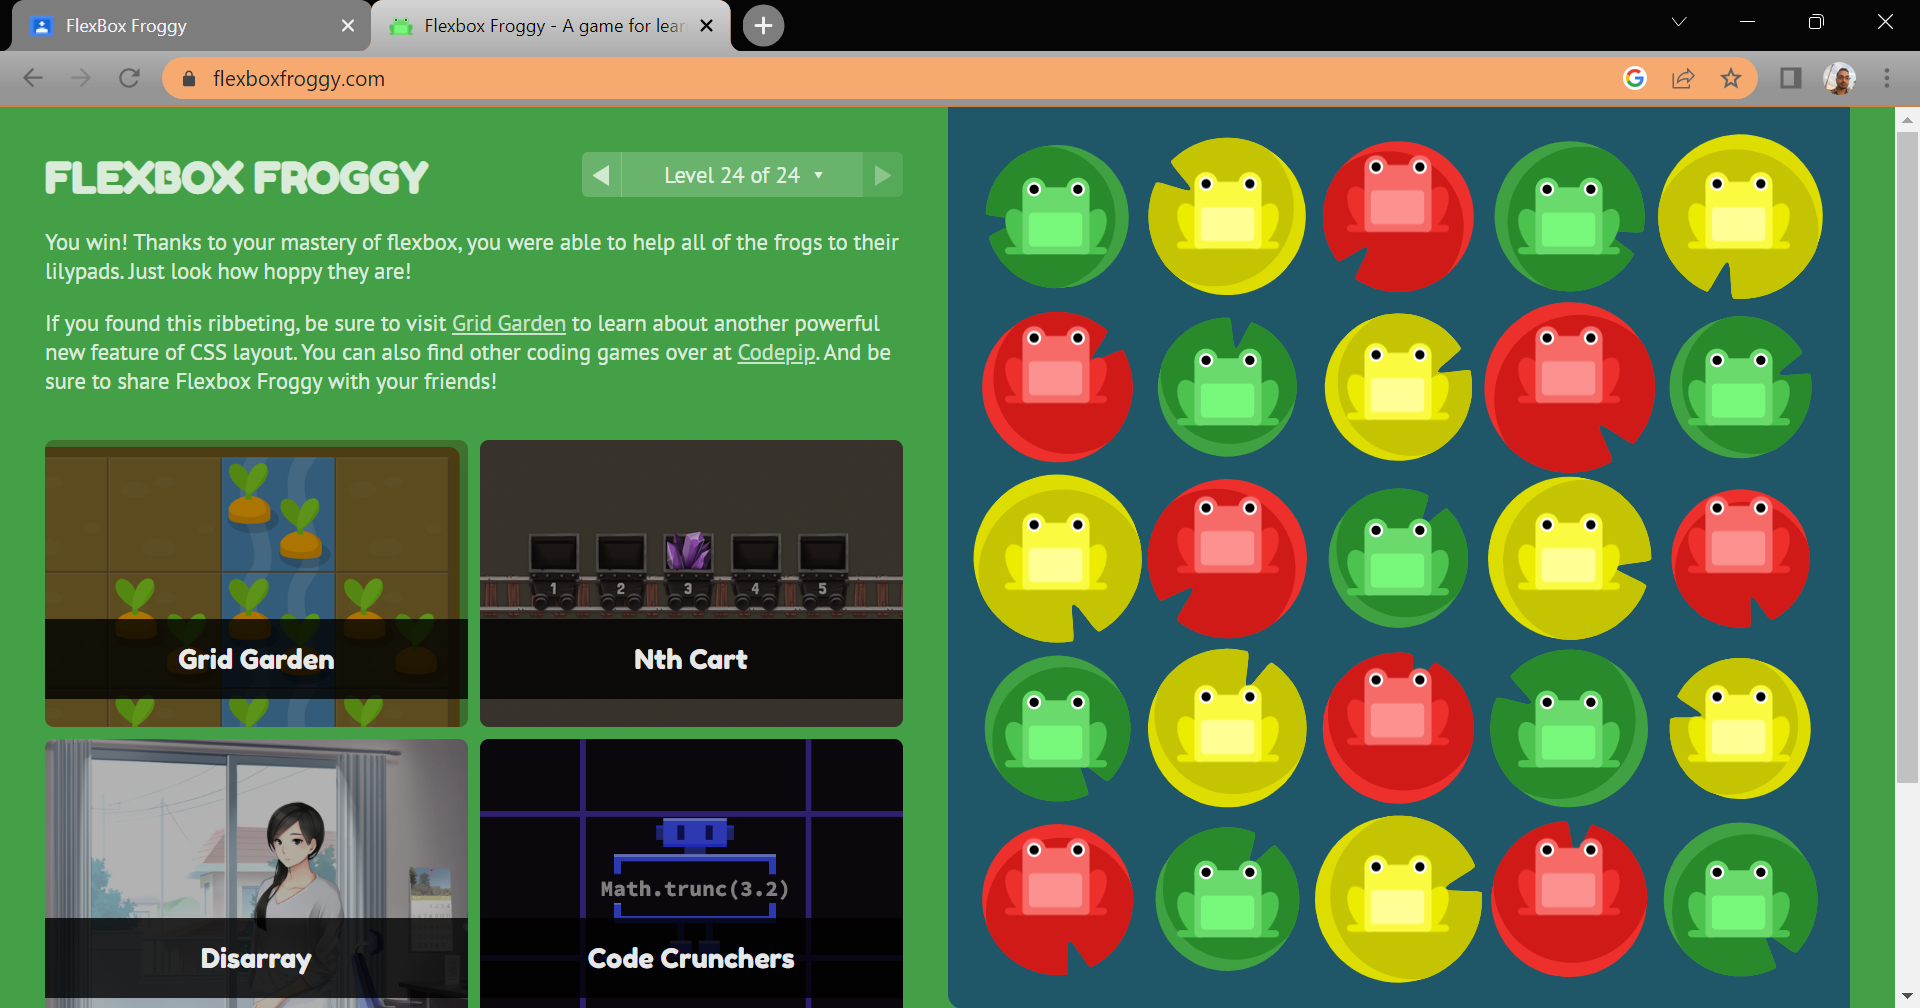 FlexBox Froggy
Flexbox Froggy - A game for lear
flexboxfroggy.com
FLEXBOX FROGGY
Level 24 of 24
You win! Thanks to your mastery of flexbox, you were able to help all of the frogs to their
lilypads. Just look how hoppy they are!
If you found this ribbeting, be sure to visit Grid Garden to learn about another powerful
new feature of CSS layout. You can also find other coding games over at Codepip. And be
sure to share Flexbox Froggy with your friends!
Grid Garden
1 2 3 4 5
Nth Cart
Disarray
Math.trunc(3.2)
Code Crunchers